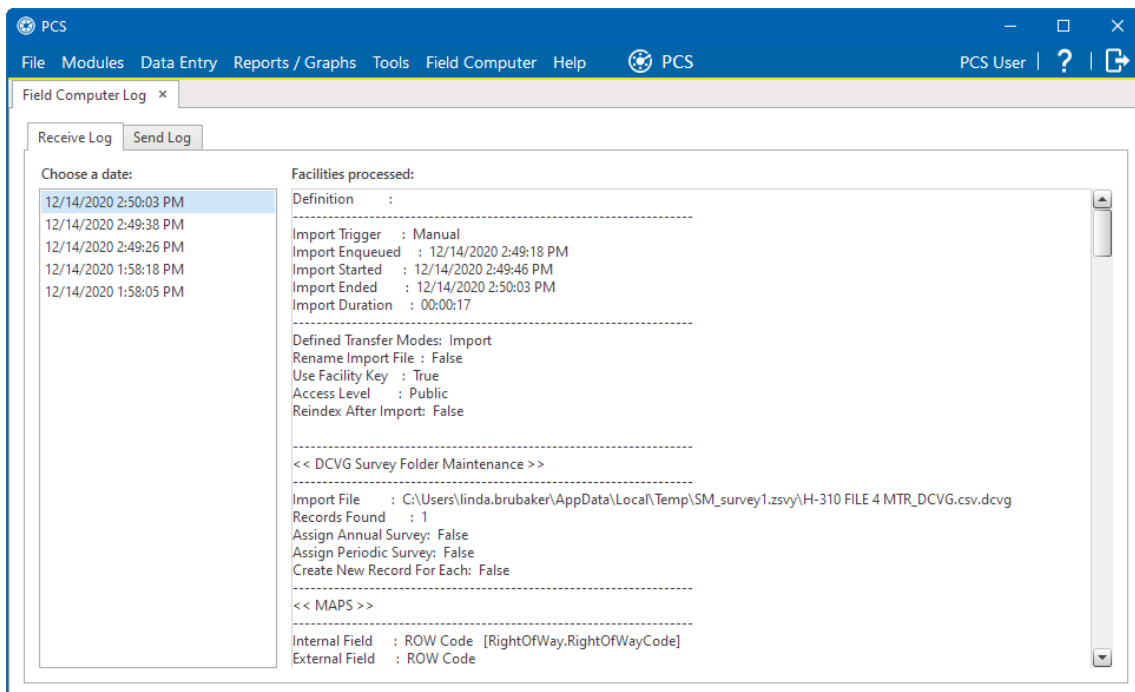 PCS
File Modules Data Entry Reports / Graphs Tools Field Computer Help PCS PCS User | ? |
Field Computer Log ×
Receive Log Send Log
Choose a date:
12/14/2020 2:50:03 PM
12/14/2020 2:49:38 PM
12/14/2020 2:49:26 PM
12/14/2020 1:58:18 PM
12/14/2020 1:58:05 PM
Facilities processed:
Definition :
--------------------------------------------------------------------------------
Import Trigger : Manual
Import Enqueued : 12/14/2020 2:49:18 PM
Import Started : 12/14/2020 2:49:46 PM
Import Ended : 12/14/2020 2:50:03 PM
Import Duration : 00:00:17
--------------------------------------------------------------------------------
Defined Transfer Modes: Import
Rename Import File : False
Use Facility Key : True
Access Level : Public
Reindex After Import: False
--------------------------------------------------------------------------------
<< DCVG Survey Folder Maintenance >>
--------------------------------------------------------------------------------
Import File : C:\Users\linda.brubaker\AppData\Local\Temp\SM_survey1.zsvy\H-310 FILE 4 MTR_DCVG.csv.dcvg
Records Found : 1
Assign Annual Survey: False
Assign Periodic Survey: False
Create New Record For Each: False
--------------------------------------------------------------------------------
<< MAPS >>
--------------------------------------------------------------------------------
Internal Field : ROW Code [RightOfWay.RightOfWayCode]
External Field : ROW Code